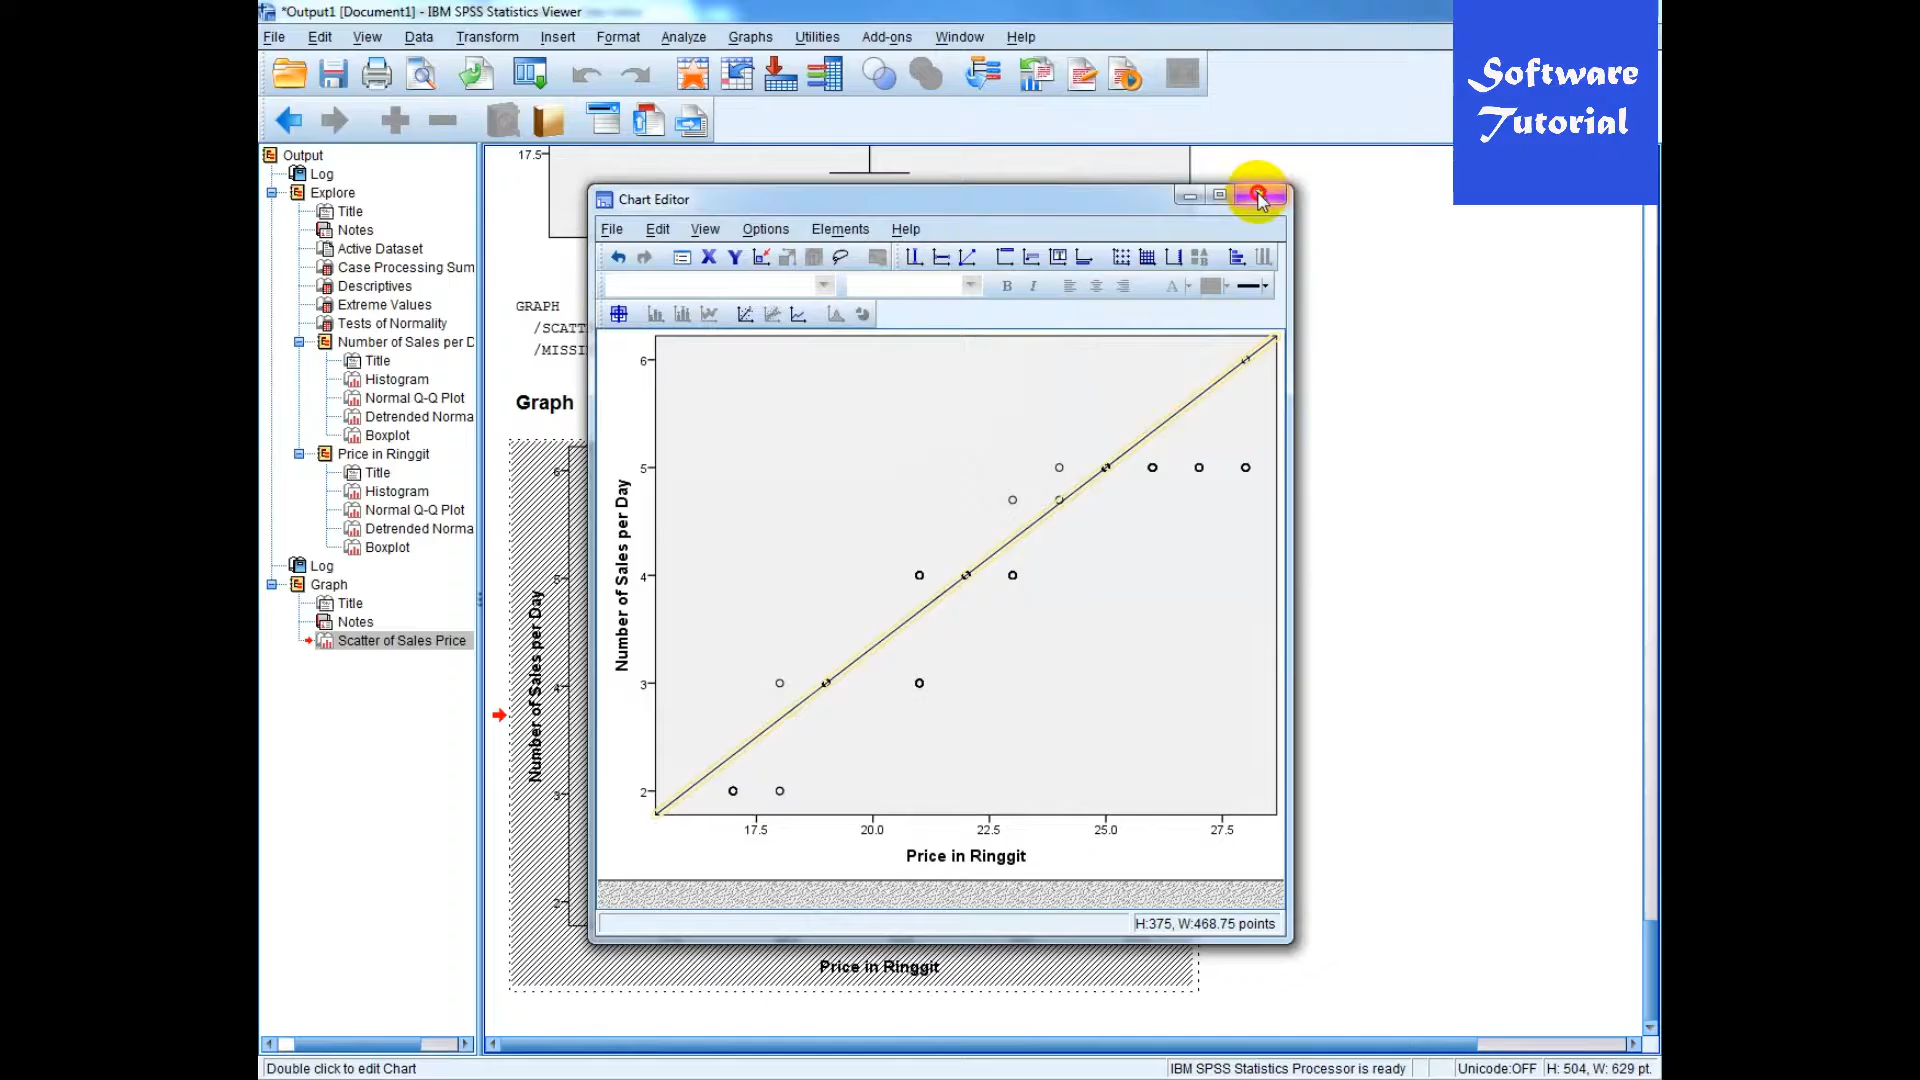 *Output1 [Document1] - IBM SPSS Statistics Viewer
File Edit View Data Transform Insert Format Analyze Graphs Utilities Add-ons Window Help
Software
Tutorial
Output
Log
Explore
Title
Notes
Active Dataset
Case Processing Sum
Descriptives
Extreme Values
Tests of Normality
Number of Sales per D
Title
Histogram
Normal Q-Q Plot
Detrended Norma
Boxplot
Price in Ringgit
Title
Histogram
Normal Q-Q Plot
Detrended Norma
Boxplot
Log
Graph
Title
Notes
Scatter of Sales Price
17.5
GRAPH
/SCATT
/MISSI
Graph
6
5
4
3
2
Number of Sales per Day
Price in Ringgit
Chart Editor
File Edit View Options Elements Help
X Y
B I A
6
5
4
3
2
Number of Sales per Day
17.5 20.0 22.5 25.0 27.5
Price in Ringgit
H:375, W:468.75 points
Double click to edit Chart
IBM SPSS Statistics Processor is ready
Unicode:OFF
H: 504, W: 629 pt.